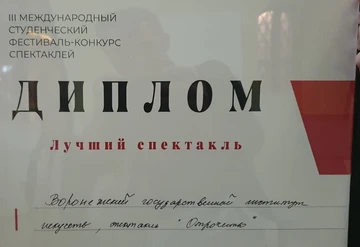 III МЕЖДУНАРОДНЫЙ
СТУДЕНЧЕСКИЙ
ФЕСТИВАЛЬ-КОНКУРС
СПЕКТАКЛЕЙ
ДИПЛОМ
Лучший спектакль
Воронежский государственный институт
искусств, спектакль "Отрочество"